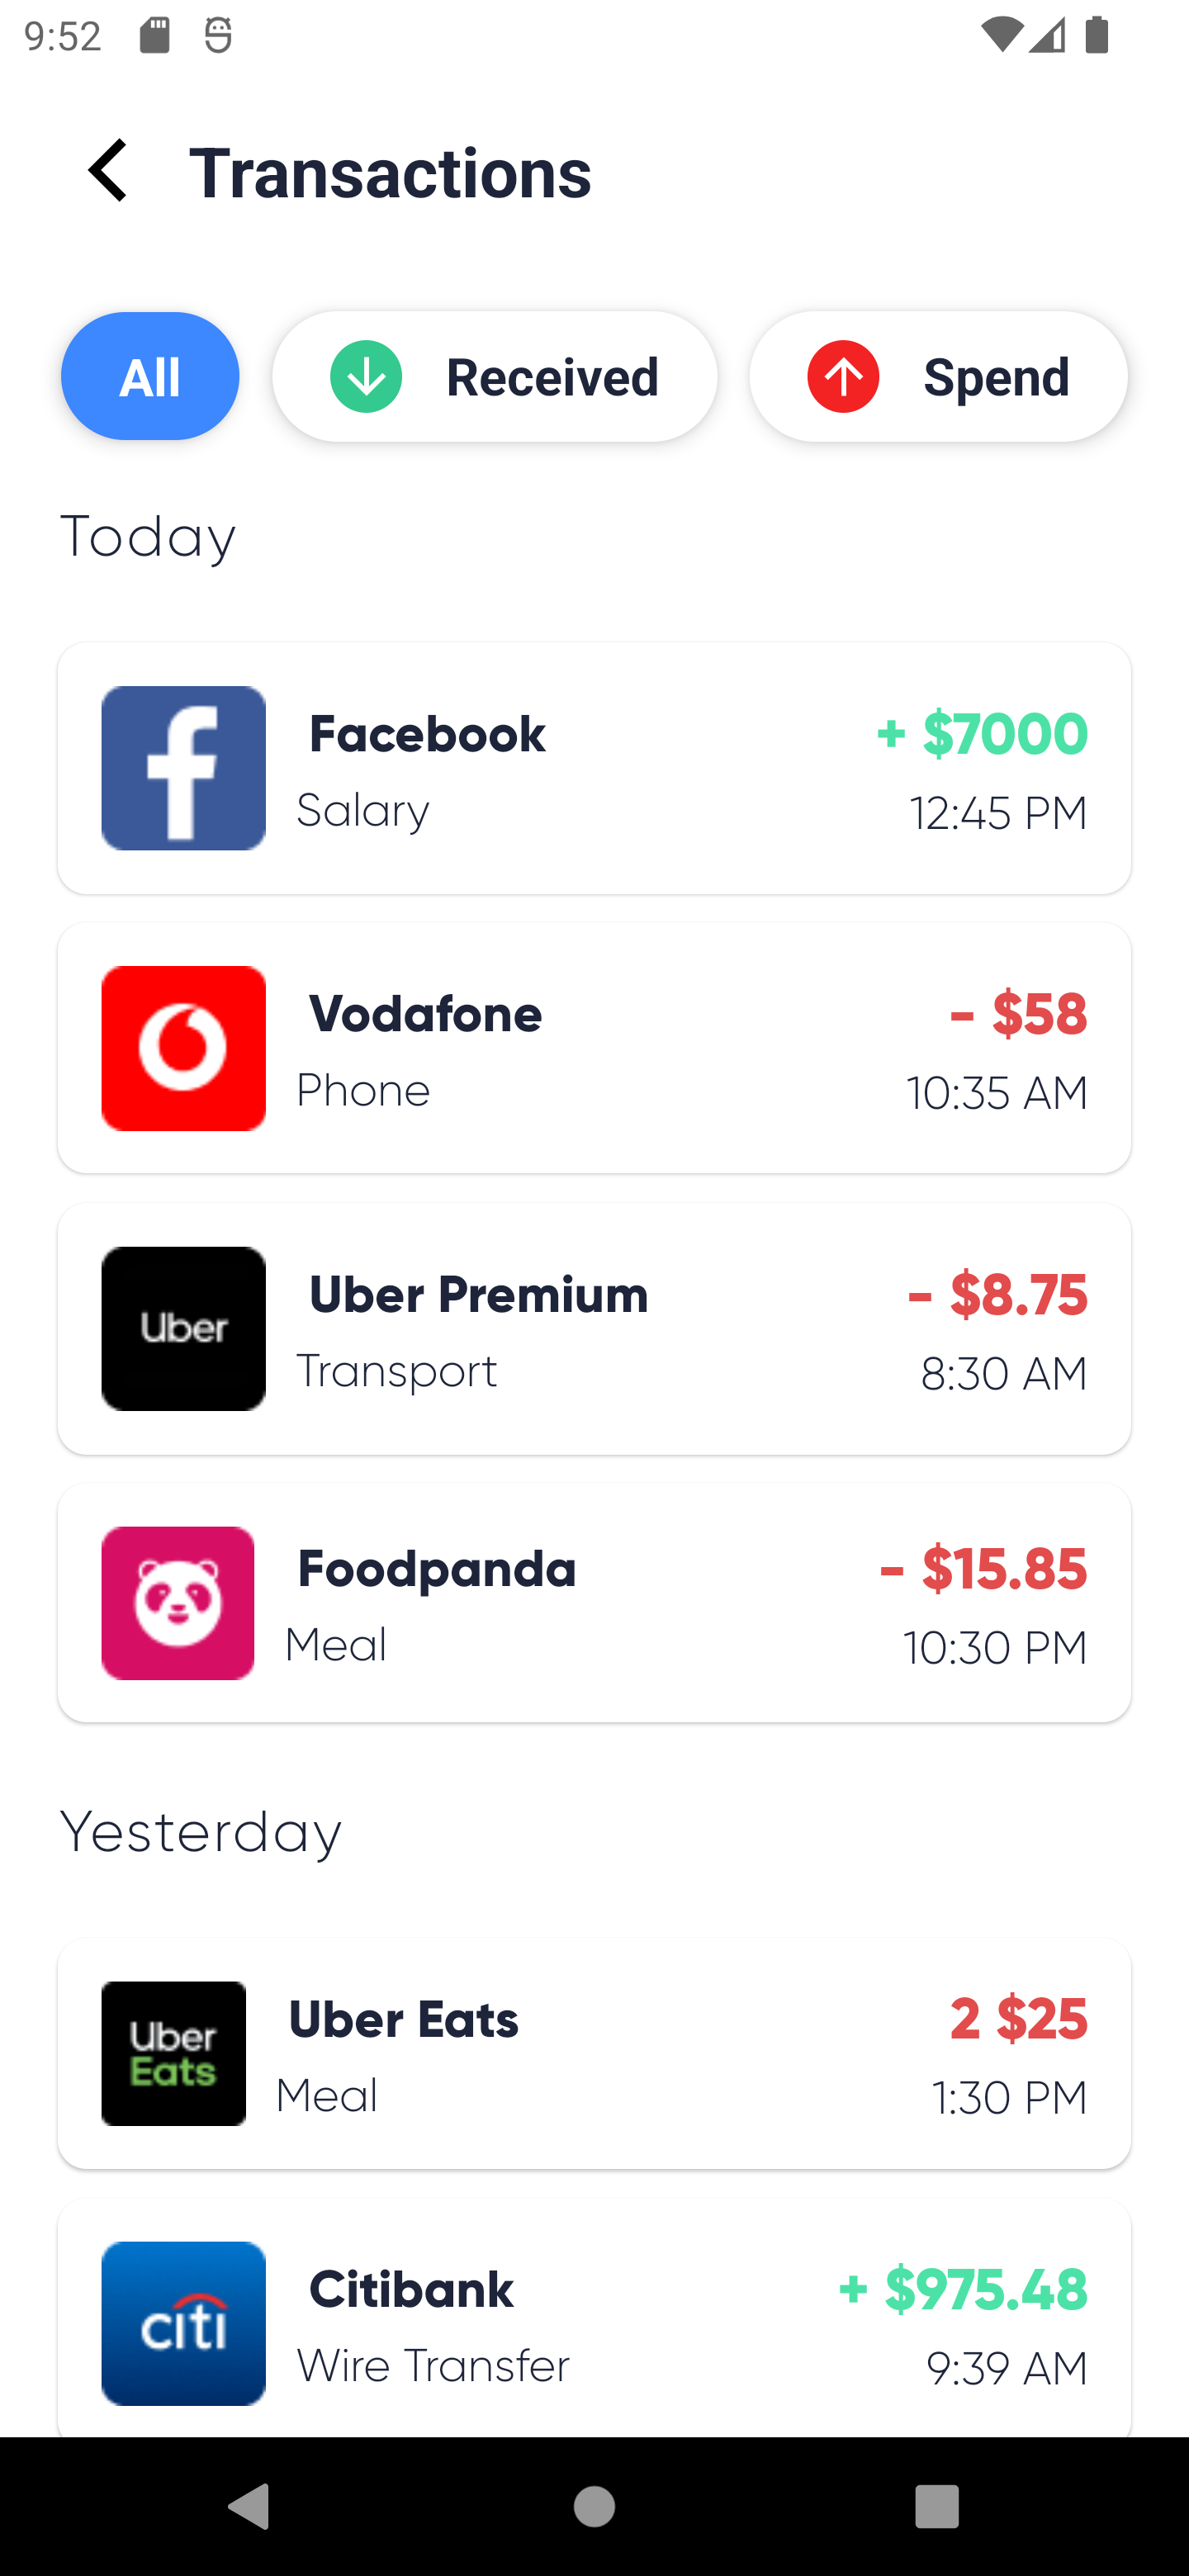 9:52
Transactions
All
Received
Spend
Today
Facebook
+ $7000
Salary
12:45 PM
Vodafone
- $58
Phone
10:35 AM
Uber
Uber Premium
- $8.75
Transport
8:30 AM
Foodpanda
- $15.85
Meal
10:30 PM
Yesterday
Uber
Eats
Uber Eats
2 $25
Meal
1:30 PM
citi
Citibank
+ $975.48
Wire Transfer
9:39 AM